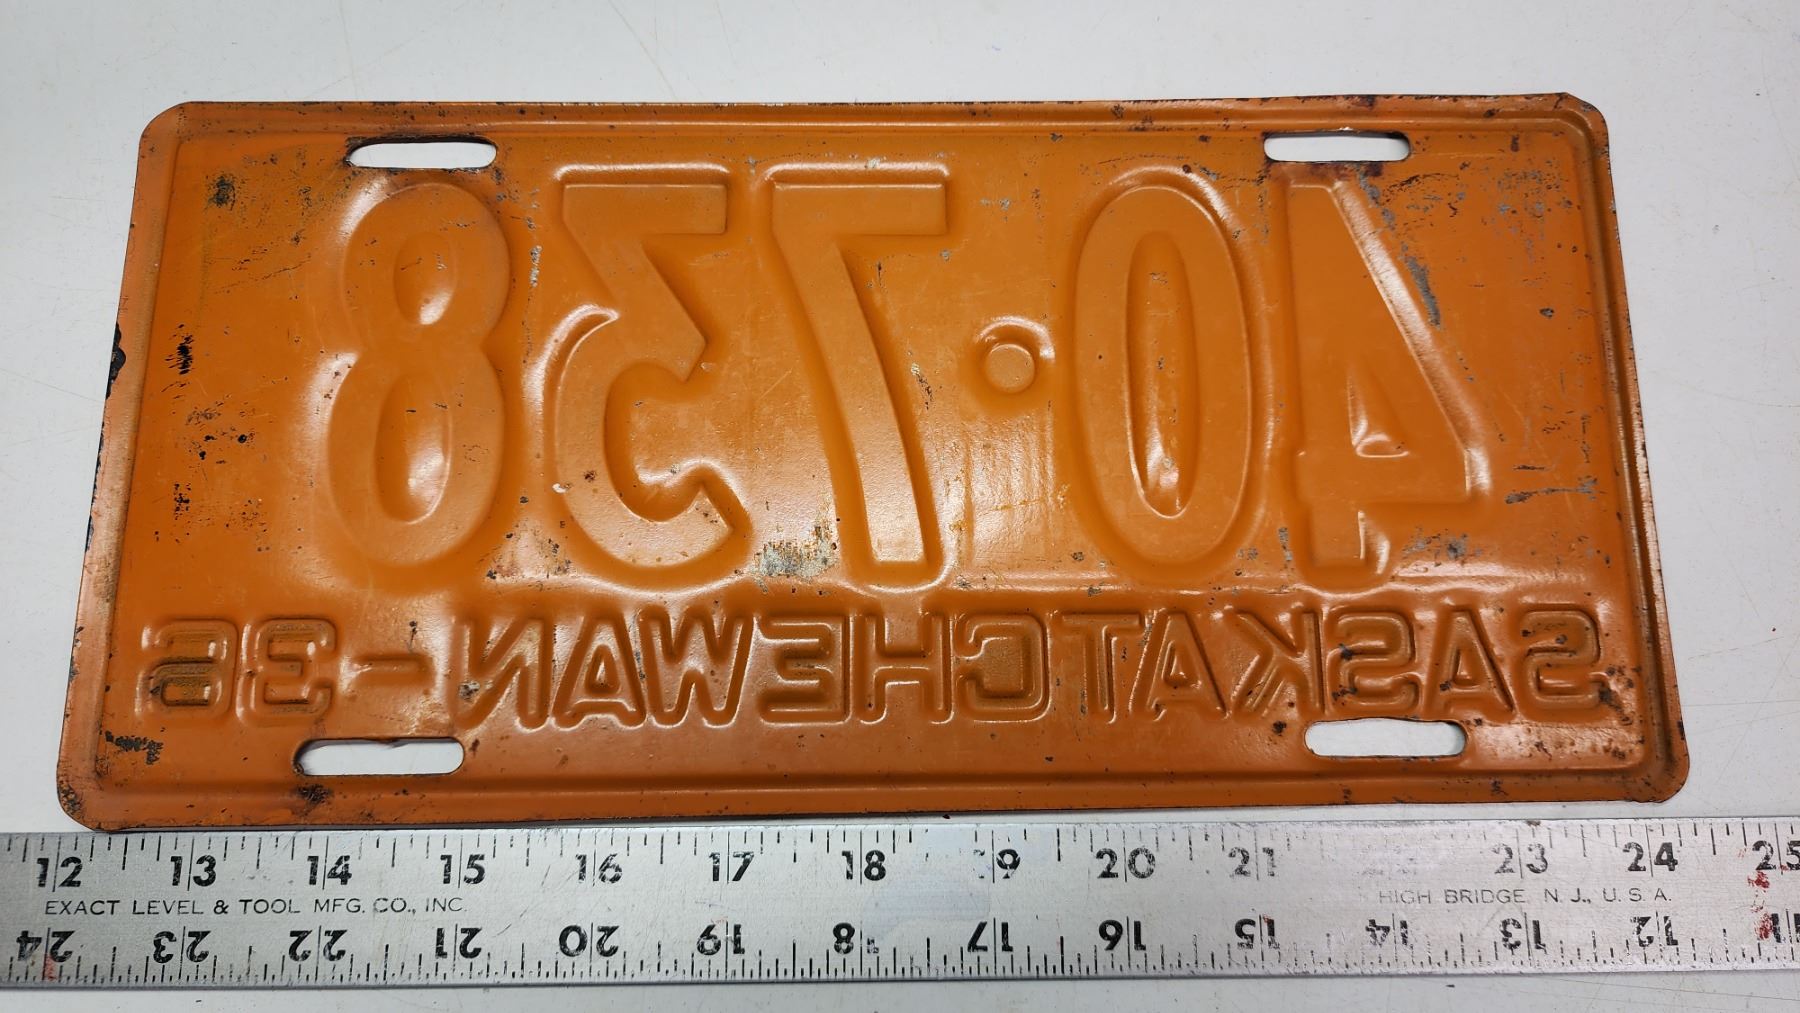 40·738
SASKATCHEWAN-36
12 13 14 15 16 17 18 19 20 21 22 23 24 25
EXACT LEVEL & TOOL MFG. CO., INC. HIGH BRIDGE N.J., U.S.A.
24 23 22 21 20 19 18 17 16 15 14 13 12 11